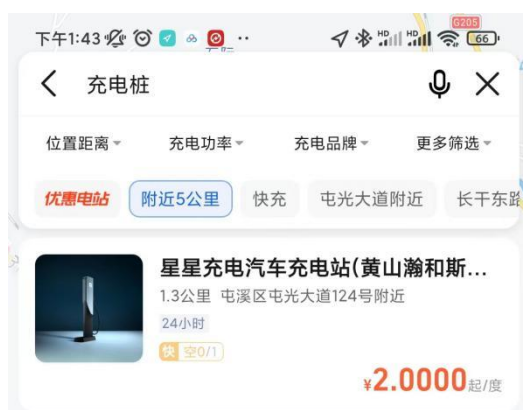 下午1:43
G205
HD
HD
66
充电桩
位置距离 充电功率 充电品牌 更多筛选
优惠电站 附近5公里 快充 屯光大道附近 长干东路
星星充电汽车充电站(黄山瀚和斯...
1.3公里 屯溪区屯光大道124号附近
24小时
快 空0/1
¥2.0000起/度